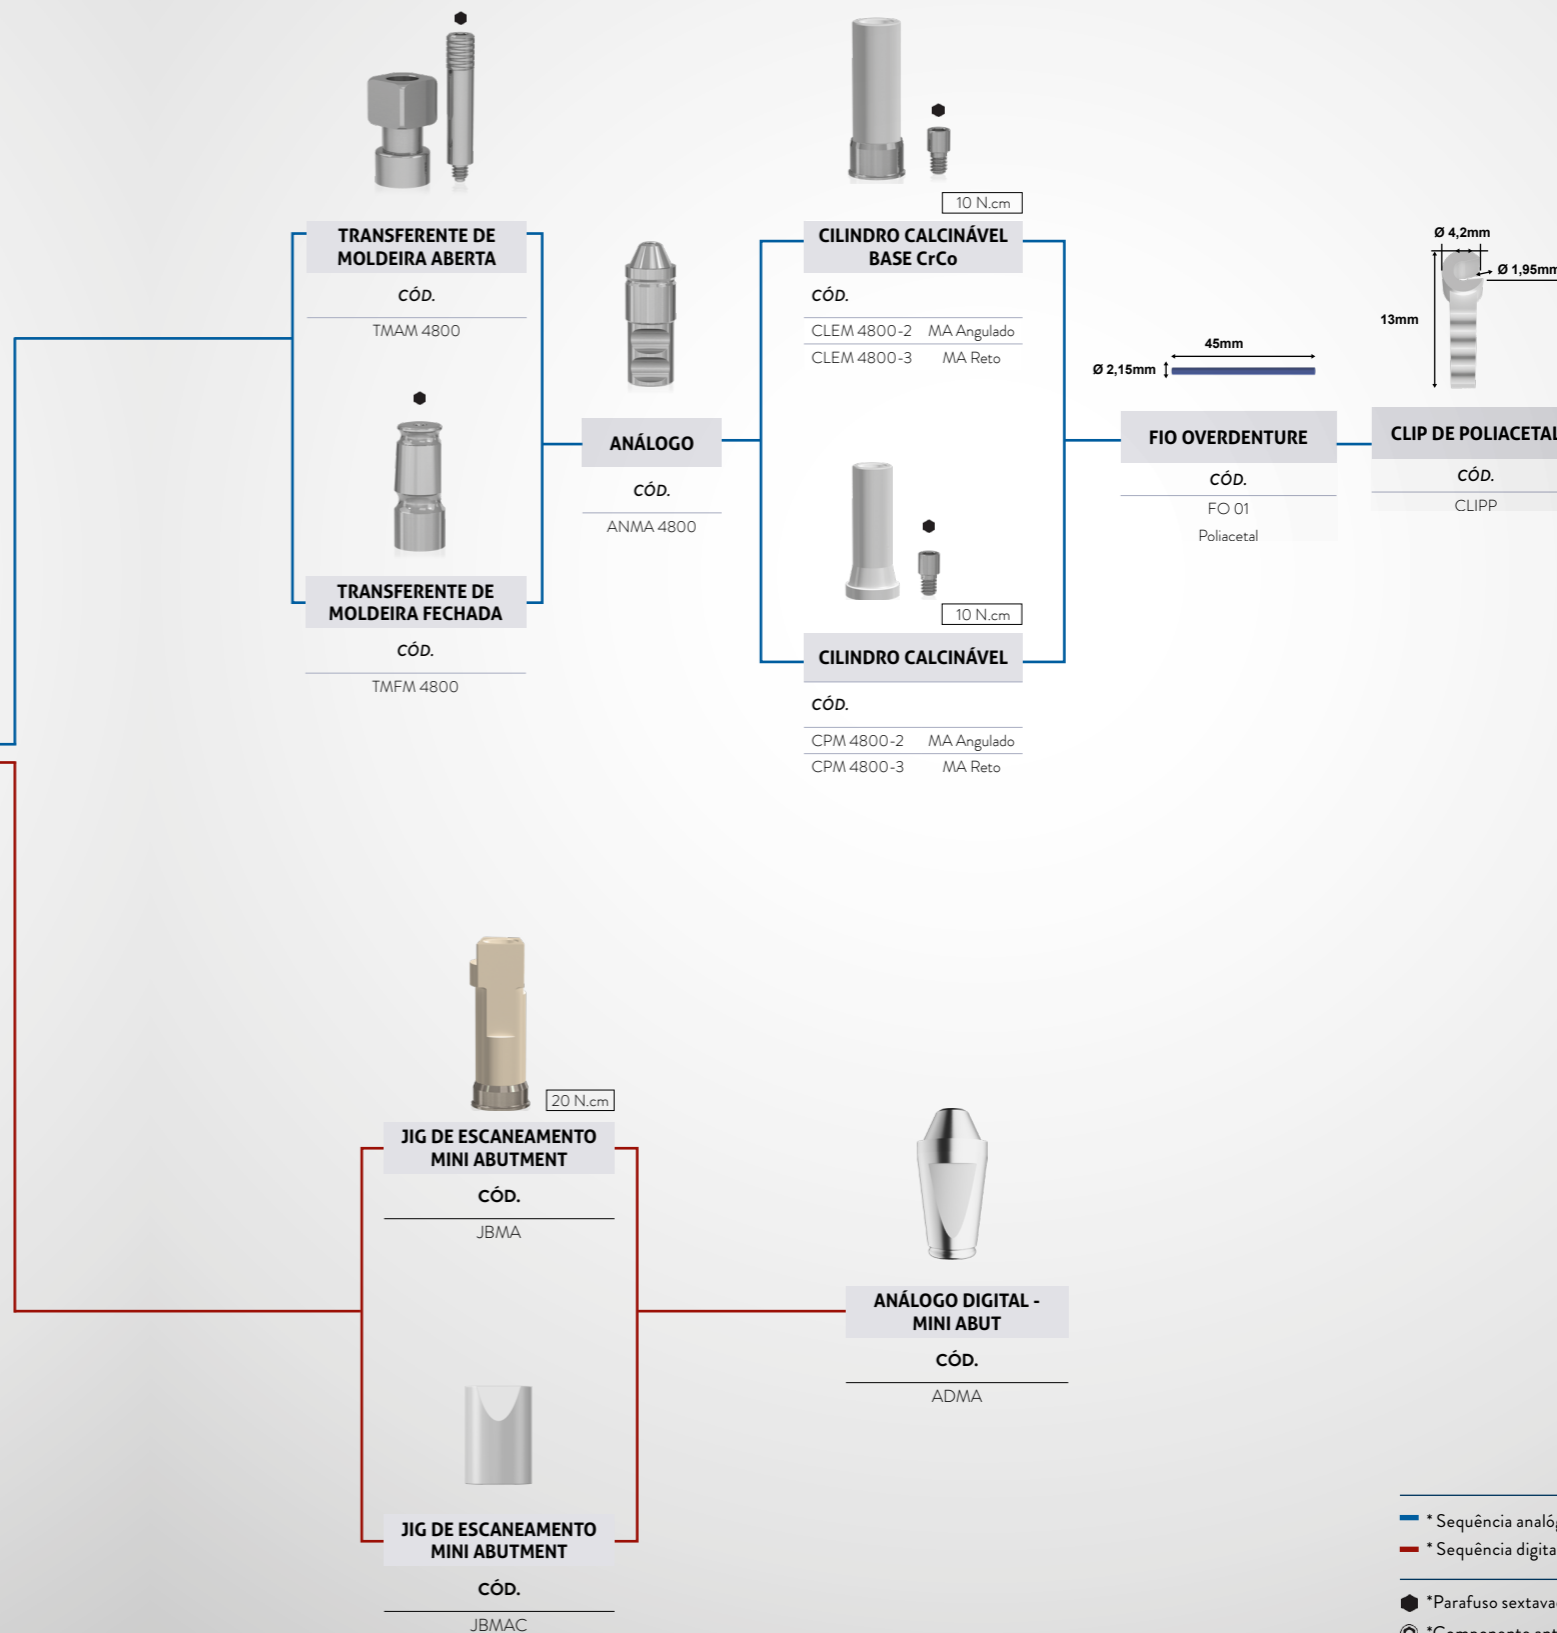 TRANSFERENTE DE
MOLDEIRA ABERTA
CÓD.
TMAM 4800
TRANSFERENTE DE
MOLDEIRA FECHADA
CÓD.
TMFM 4800
ANÁLOGO
CÓD.
ANMA 4800
10 N.cm
CILINDRO CALCINÁVEL
BASE CrCo
CÓD.
CLEM 4800-2 MA Angulado
CLEM 4800-3 MA Reto
10 N.cm
CILINDRO CALCINÁVEL
CÓD.
CPM 4800-2 MA Angulado
CPM 4800-3 MA Reto
45mm
Ø 2,15mm
FIO OVERDENTURE
CÓD.
FO 01
Poliacetal
Ø 4,2mm
Ø 1,95mm
13mm
CLIP DE POLIACETAL
CÓD.
CLIPP
20 N.cm
JIG DE ESCANEAMENTO
MINI ABUTMENT
CÓD.
JBMA
JIG DE ESCANEAMENTO
MINI ABUTMENT
CÓD.
JBMAC
ANÁLOGO DIGITAL -
MINI ABUT
CÓD.
ADMA
* Sequência
* Sequência
*Parafuso
*Componente